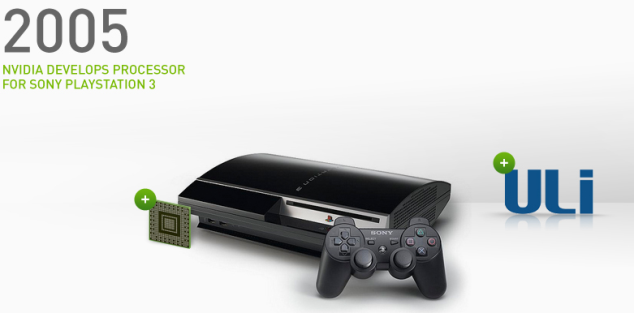 2005
NVIDIA DEVELOPS PROCESSOR
FOR SONY PLAYSTATION 3
ULi
SONY